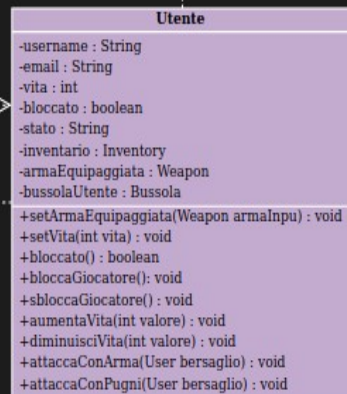 Utente
-username : String
-email : String
-vita : int
-bloccato : boolean
-stato : String
-inventario : Inventory
-armaEquipaggiata : Weapon
-bussolaUtente : Bussola
+setArmaEquipaggiata(Weapon armaInpu) : void
+setVita(int vita) : void
+bloccato() : boolean
+bloccaGiocatore(): void
+sbloccaGiocatore() : void
+aumentaVita(int valore) : void
+diminuisciVita(int valore) : void
+attaccaConArma(User bersaglio) : void
+attaccaConPugni(User bersaglio) : void